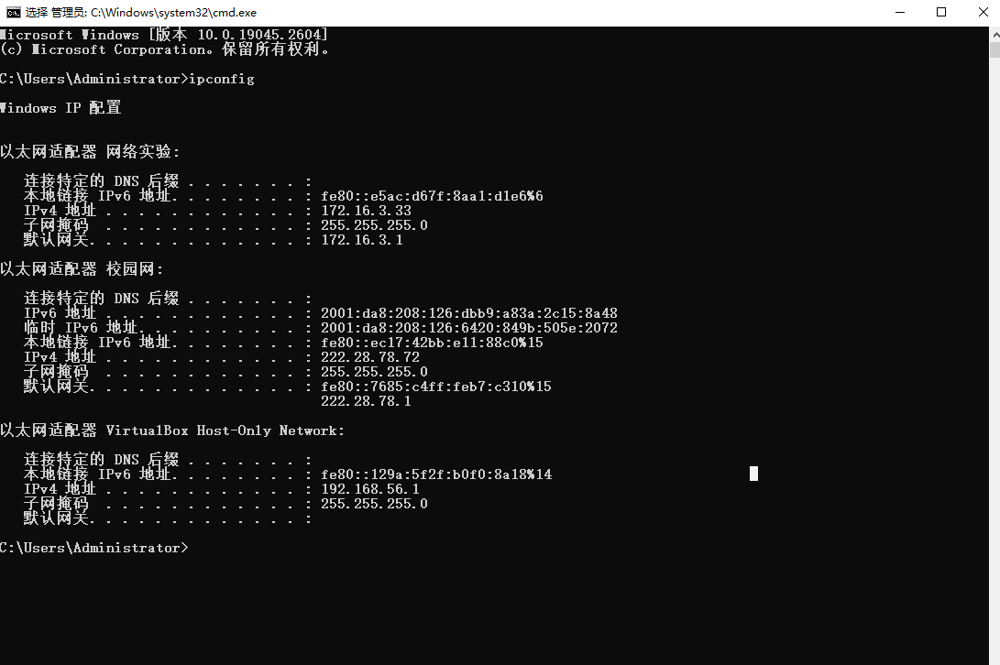 选择 管理员: C:\Windows\system32\cmd.exe
Microsoft Windows [版本 10.0.19045.2604]
(c) Microsoft Corporation。保留所有权利。
C:\Users\Administrator>ipconfig
Windows IP 配置
以太网适配器 网络实验:
连接特定的 DNS 后缀 . . . . . . . :
本地链接 IPv6 地址. . . . . . . . : fe80::e5ac:d67f:8aa1:d1e6%6
IPv4 地址 . . . . . . . . . . . . : 172.16.3.33
子网掩码  . . . . . . . . . . . . : 255.255.255.0
默认网关. . . . . . . . . . . . . : 172.16.3.1
以太网适配器 校园网:
连接特定的 DNS 后缀 . . . . . . . :
IPv6 地址 . . . . . . . . . . . . : 2001:da8:208:126:dbb9:a83a:2c15:8a48
临时 IPv6 地址. . . . . . . . . . : 2001:da8:208:126:6420:849b:505e:2072
本地链接 IPv6 地址. . . . . . . . : fe80::ec17:42bb:e11:88c0%15
IPv4 地址 . . . . . . . . . . . . : 222.28.78.72
子网掩码  . . . . . . . . . . . . : 255.255.255.0
默认网关. . . . . . . . . . . . . : fe80::7685:c4ff:feb7:c310%15
222.28.78.1
以太网适配器 VirtualBox Host-Only Network:
连接特定的 DNS 后缀 . . . . . . . :
本地链接 IPv6 地址. . . . . . . . : fe80::129a:5f2f:b0f0:8a18%14
IPv4 地址 . . . . . . . . . . . . : 192.168.56.1
子网掩码  . . . . . . . . . . . . : 255.255.255.0
默认网关. . . . . . . . . . . . . :
C:\Users\Administrator>